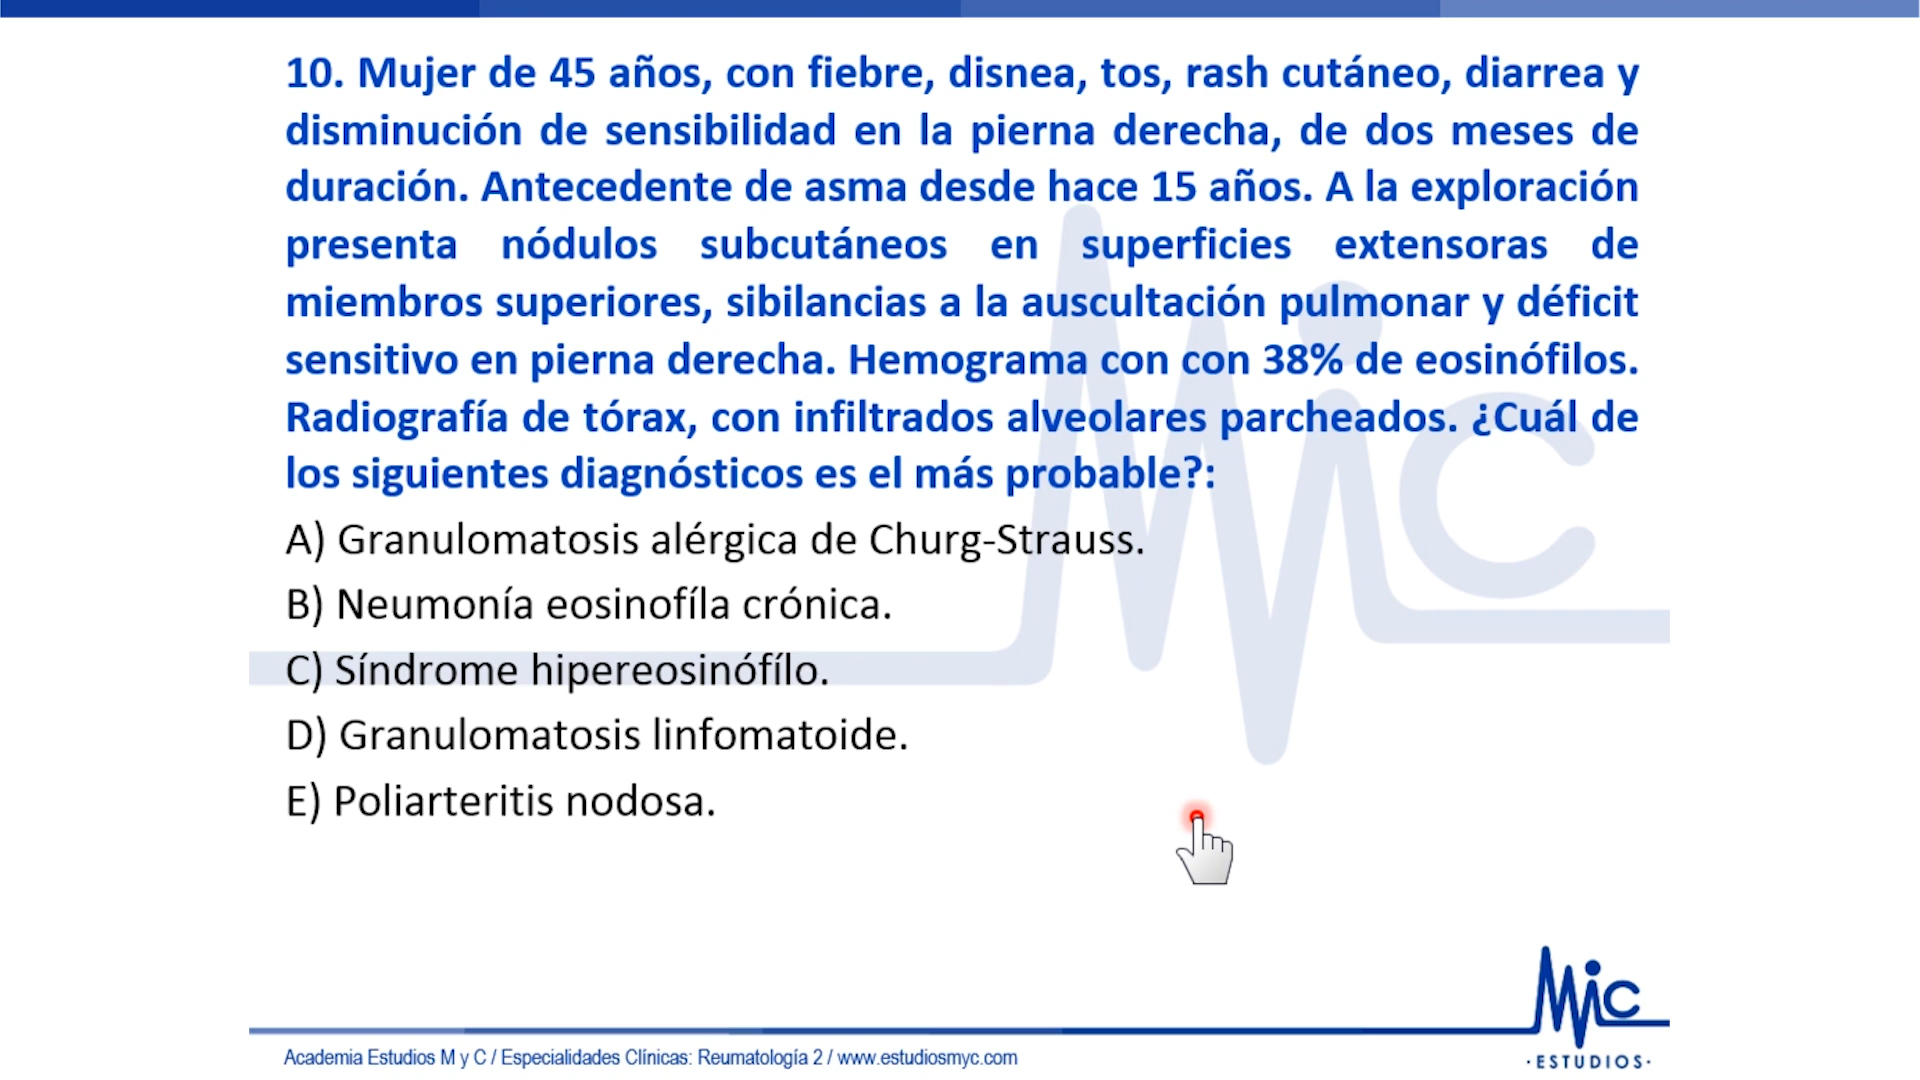 10. Mujer de 45 años, con fiebre, disnea, tos, rash cutáneo, diarrea y
disminución de sensibilidad en la pierna derecha, de dos meses de
duración. Antecedente de asma desde hace 15 años. A la exploración
presenta nódulos subcutáneos en superficies extensoras de
miembros superiores, sibilancias a la auscultación pulmonar y déficit
sensitivo en pierna derecha. Hemograma con con 38% de eosinófilos.
Radiografía de tórax, con infiltrados alveolares parcheados. ¿Cuál de
los siguientes diagnósticos es el más probable?:
A) Granulomatosis alérgica de Churg-Strauss.
B) Neumonía eosinofíla crónica.
C) Síndrome hipereosinófílo.
D) Granulomatosis linfomatoide.
E) Poliarteritis nodosa.
MiC
MiC
·ESTUDIOS·
Academia Estudios M y C / Especialidades Clínicas: Reumatología 2 / www.estudiosmyc.com